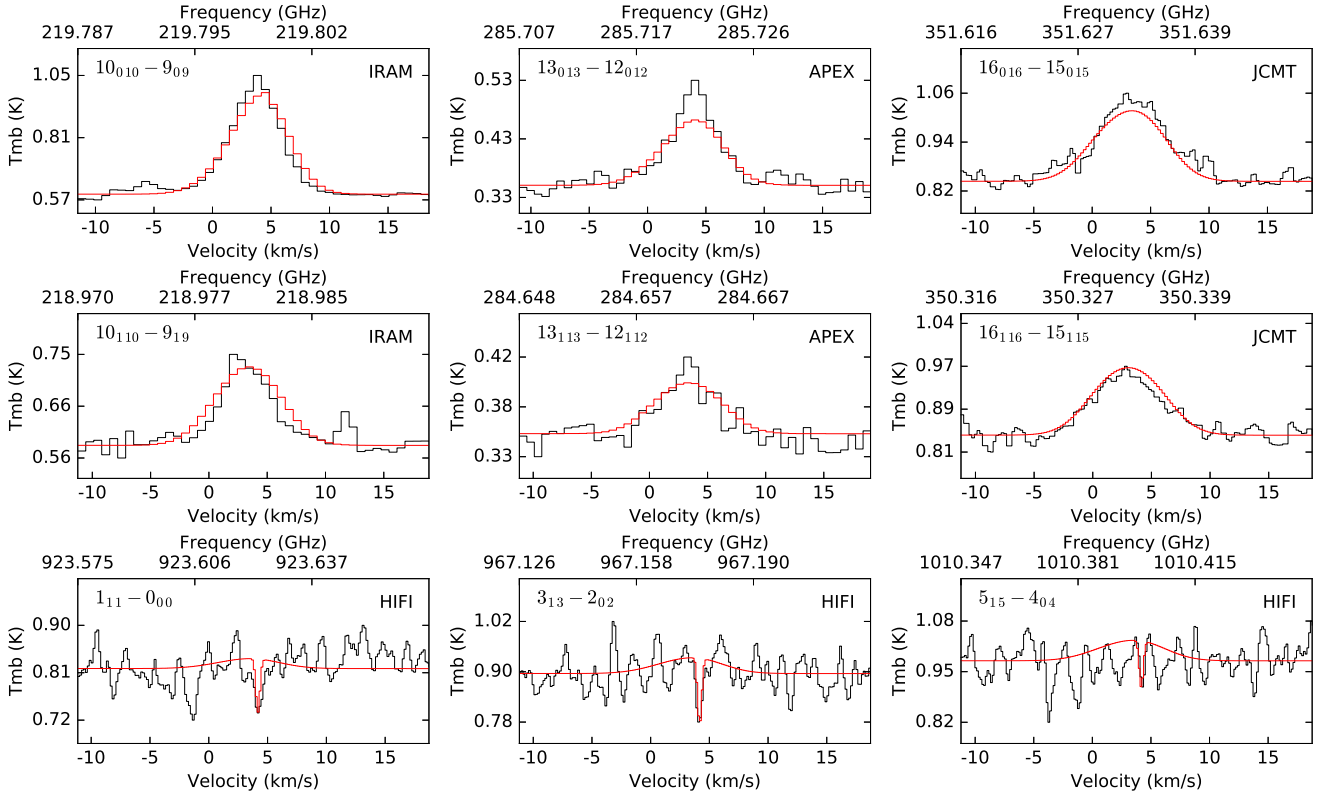 Frequency (GHz) Frequency (GHz) Frequency (GHz)
219.787 219.795 219.802 285.707 285.717 285.726 351.616 351.627 351.639
10₀₁₀ − 9₀₉ IRAM 13₀₁₃ − 12₀₁₂ APEX 16₀₁₆ − 15₀₁₅ JCMT
Tmb (K) 1.05 0.81 0.57 Tmb (K) 0.53 0.43 0.33 Tmb (K) 1.06 0.94 0.82
-10 -5 0 5 10 15 -10 -5 0 5 10 15 -10 -5 0 5 10 15
Velocity (km/s) Velocity (km/s) Velocity (km/s)
Frequency (GHz) Frequency (GHz) Frequency (GHz)
218.970 218.977 218.985 284.648 284.657 284.667 350.316 350.327 350.339
10₁₁₀ − 9₁₉ IRAM 13₁₁₃ − 12₁₁₂ APEX 16₁₁₆ − 15₁₁₅ JCMT
Tmb (K) 0.75 0.66 0.56 Tmb (K) 0.42 0.38 0.33 Tmb (K) 1.04 0.97 0.89 0.81
-10 -5 0 5 10 15 -10 -5 0 5 10 15 -10 -5 0 5 10 15
Velocity (km/s) Velocity (km/s) Velocity (km/s)
Frequency (GHz) Frequency (GHz) Frequency (GHz)
923.575 923.606 923.637 967.126 967.158 967.190 1010.347 1010.381 1010.415
1₁₁ − 0₀₀ HIFI 3₁₃ − 2₀₂ HIFI 5₁₅ − 4₀₄ HIFI
Tmb (K) 0.90 0.81 0.72 Tmb (K) 1.02 0.90 0.78 Tmb (K) 1.08 0.95 0.82
-10 -5 0 5 10 15 -10 -5 0 5 10 15 -10 -5 0 5 10 15
Velocity (km/s) Velocity (km/s) Velocity (km/s)